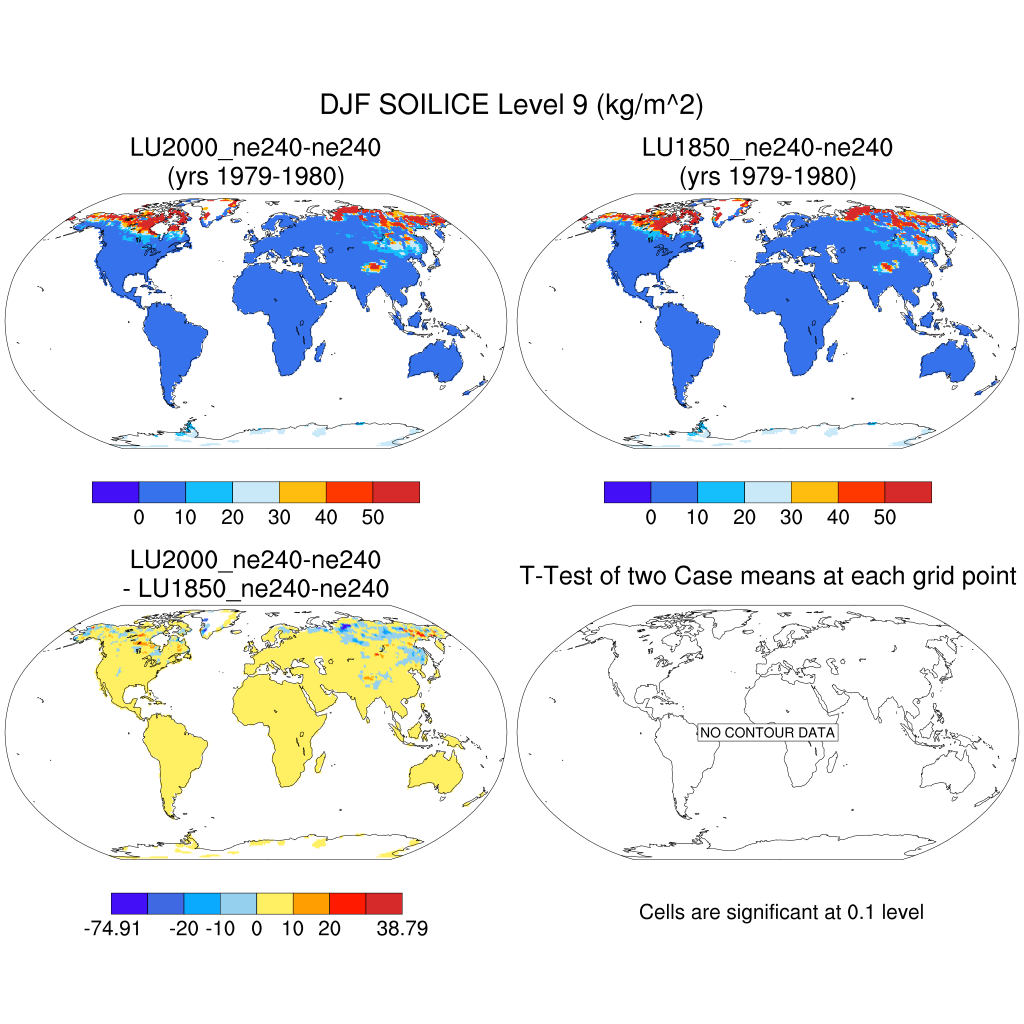 DJF SOILICE Level 9 (kg/m^2)
LU2000_ne240-ne240
(yrs 1979-1980)
LU1850_ne240-ne240
(yrs 1979-1980)
0 10 20 30 40 50
0 10 20 30 40 50
LU2000_ne240-ne240
- LU1850_ne240-ne240
T-Test of two Case means at each grid point
NO CONTOUR DATA
-74.91 -20 -10 0 10 20 38.79
Cells are significant at 0.1 level